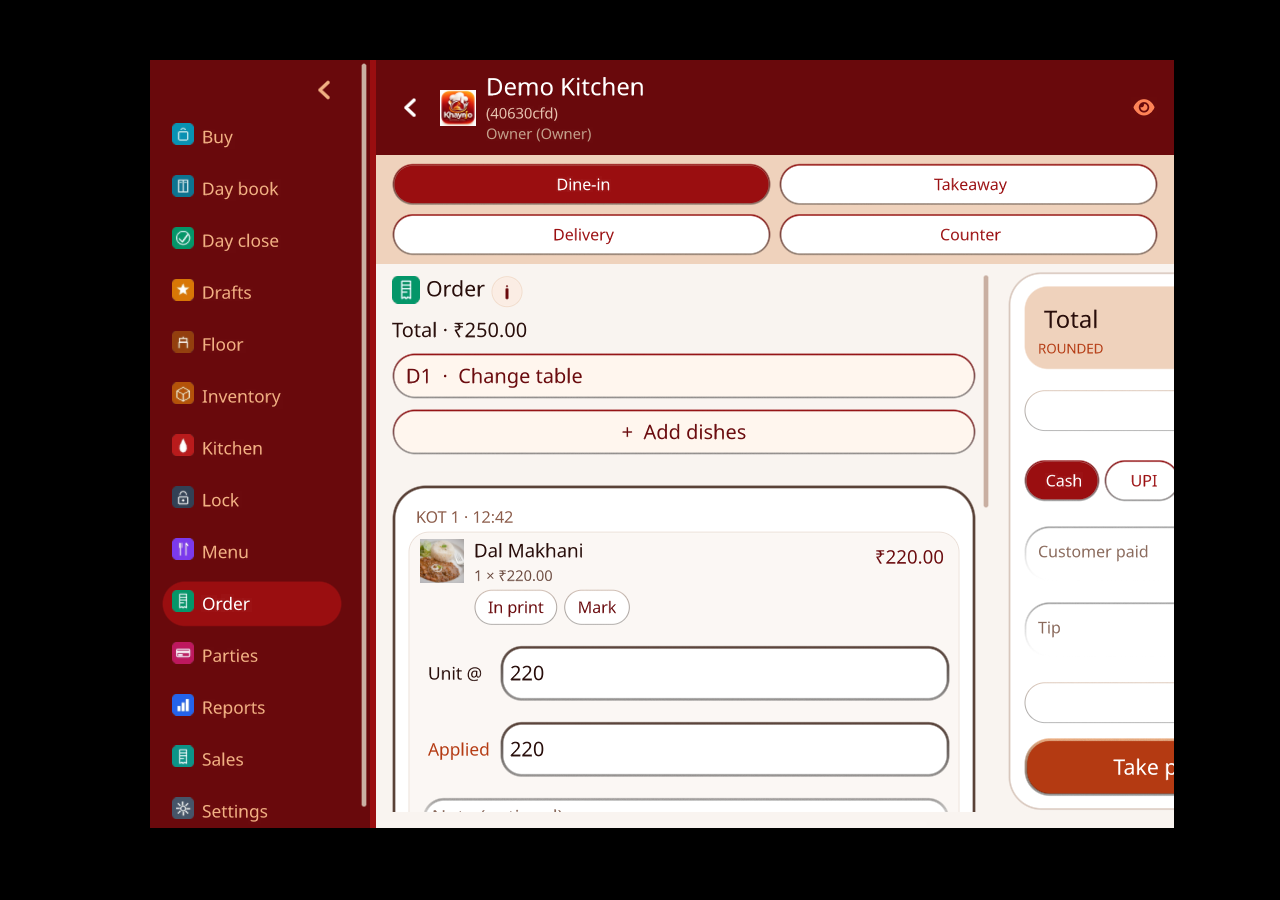 Demo Kitchen
(40630cfd)
Owner (Owner)
Khaymo
Buy
Day book
Day close
Drafts
Floor
Inventory
Kitchen
Lock
Menu
Order
Parties
Reports
Sales
Settings
Dine-in
Takeaway
Delivery
Counter
Order
i
Total · ₹250.00
D1 · Change table
+ Add dishes
KOT 1 · 12:42
Dal Makhani
₹220.00
1 × ₹220.00
In print
Mark
Unit @
220
Applied
220
Total
ROUNDED
Cash
UPI
Customer paid
Tip
Take p